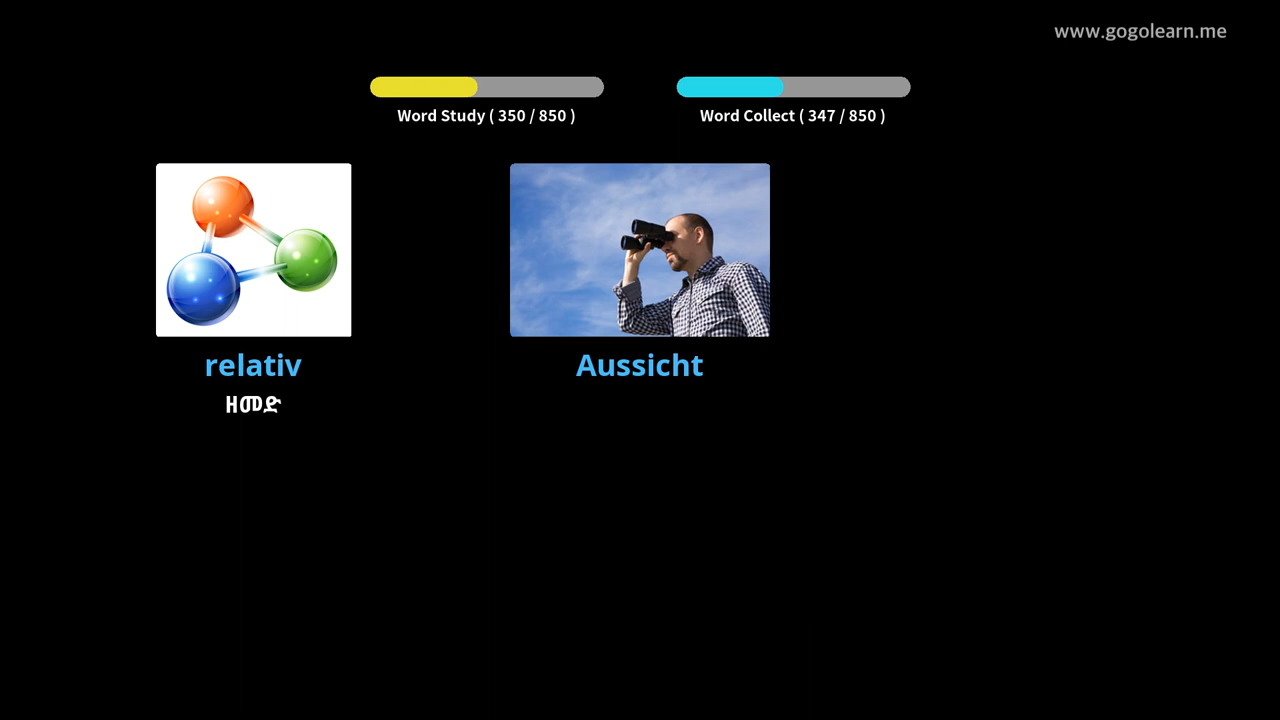 www.gogolearn.me
Word Study ( 350 / 850 )
Word Collect ( 347 / 850 )
relativ
ዘመድ
Aussicht